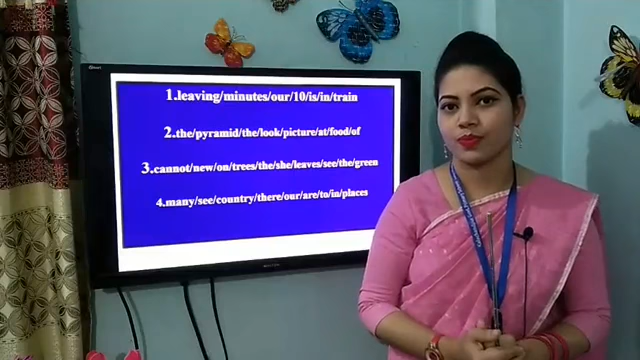 1.leaving/minutes/our/10/is/in/train
2.the/pyramid/the/look/picture/at/food/of
3.cannot/new/on/trees/the/she/leaves/see/the/green
4.many/see/country/there/our/are/to/in/places